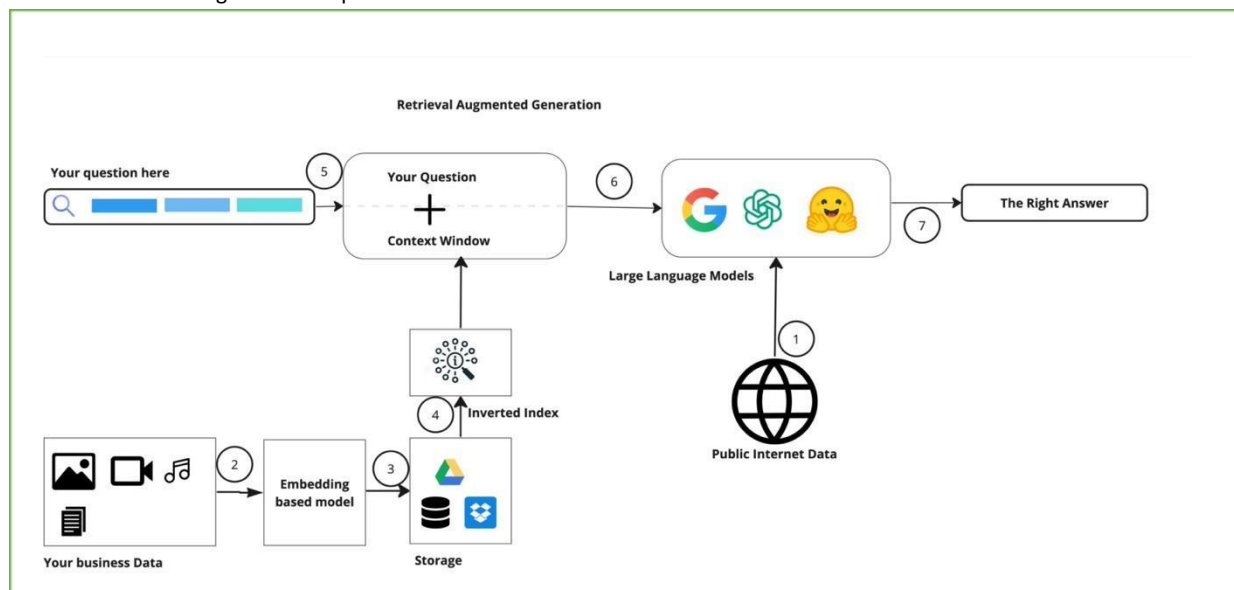 Retrieval Augmented Generation
Your question here
5
Your Question
Context Window
6
7
The Right Answer
Large Language Models
1
Public Internet Data
4
Inverted Index
2
Embedding
based model
3
Your business Data
Storage